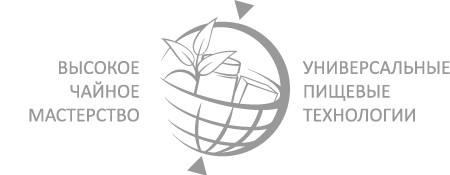 ВЫСОКОЕ
ЧАЙНОЕ
МАСТЕРСТВО
УНИВЕРСАЛЬНЫЕ
ПИЩЕВЫЕ
ТЕХНОЛОГИИ